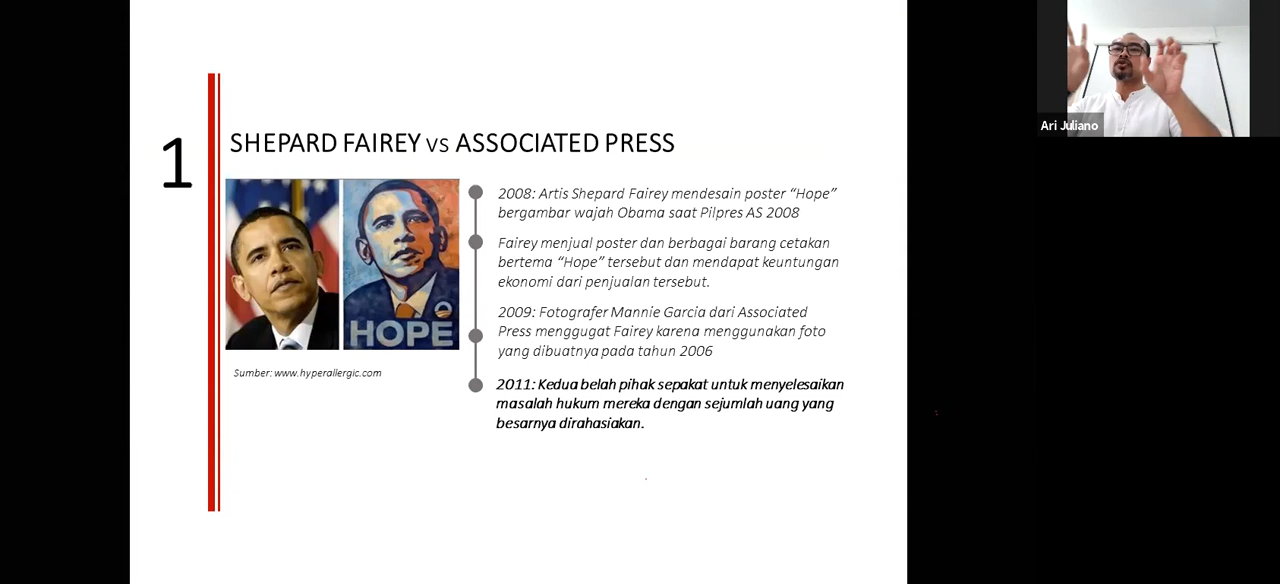 1
SHEPARD FAIREY vs ASSOCIATED PRESS
HOPE
Sumber: www.hyperallergic.com
2008: Artis Shepard Fairey mendesain poster “Hope”
bergambar wajah Obama saat Pilpres AS 2008
Fairey menjual poster dan berbagai barang cetakan
bertema “Hope” tersebut dan mendapat keuntungan
ekonomi dari penjualan tersebut.
2009: Fotografer Mannie Garcia dari Associated
Press menggugat Fairey karena menggunakan foto
yang dibuatnya pada tahun 2006
2011: Kedua belah pihak sepakat untuk menyelesaikan
masalah hukum mereka dengan sejumlah uang yang
besarnya dirahasiakan.
Ari Juliano